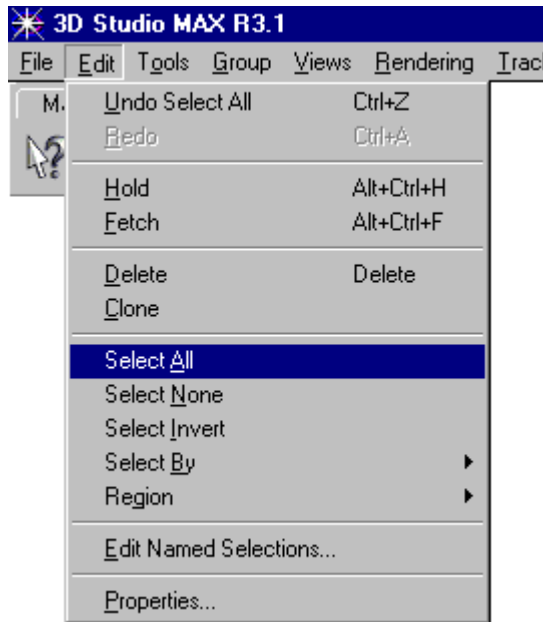 3D Studio MAX R3.1
File Edit Tools Group Views Rendering Trac
M
Undo Select All Ctrl+Z
Redo Ctrl+A
Hold Alt+Ctrl+H
Fetch Alt+Ctrl+F
Delete Delete
Clone
Select All
Select None
Select Invert
Select By
Region
Edit Named Selections...
Properties...